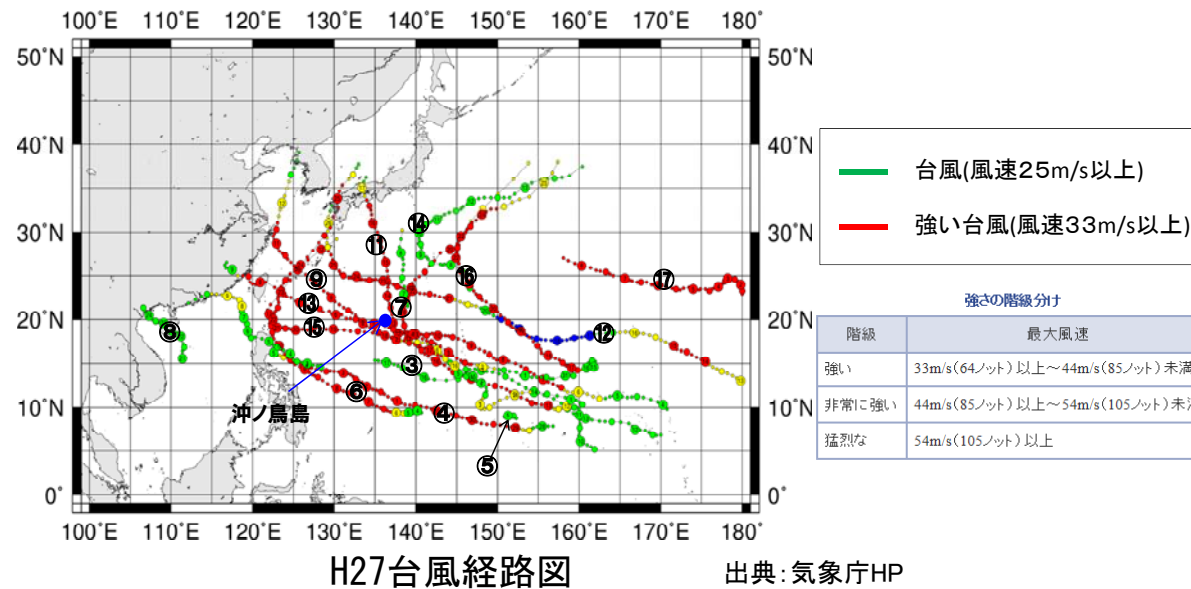 100°E 110°E 120°E 130°E 140°E 150°E 160°E 170°E 180°
50°N 50°N
40°N 40°N
30°N 30°N
20°N 20°N
10°N 10°N
0° 0°
100°E 110°E 120°E 130°E 140°E 150°E 160°E 170°E 180°
⑭
⑪
⑨
⑯
⑰
⑬
⑦
⑮
⑧
⑫
③
⑥
④
⑤
沖ノ鳥島
H27台風経路図
出典：気象庁HP
台風(風速25m/s以上)
強い台風(風速33m/s以上)
強さの階級分け
階級 最大風速
強い 33m/s(64ノット)以上～44m/s(85ノット)未満
非常に強い 44m/s(85ノット)以上～54m/s(105ノット)未
猛烈な 54m/s(105ノット)以上